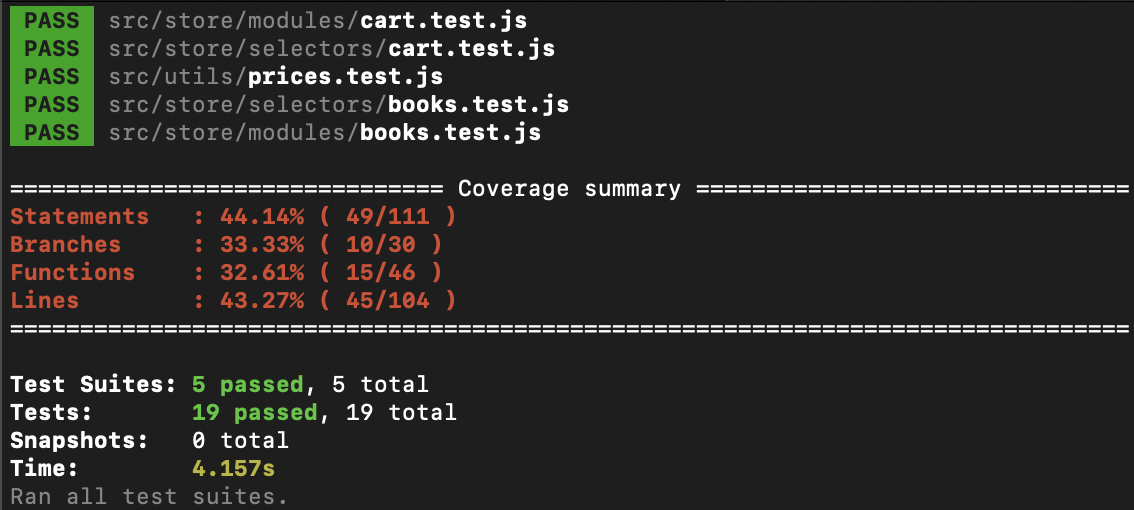 PASS src/store/modules/cart.test.js
PASS src/store/selectors/cart.test.js
PASS src/utils/prices.test.js
PASS src/store/selectors/books.test.js
PASS src/store/modules/books.test.js
=============================== Coverage summary ===============================
Statements   : 44.14% ( 49/111 )
Branches     : 33.33% ( 10/30 )
Functions    : 32.61% ( 15/46 )
Lines        : 43.27% ( 45/104 )
================================================================================
Test Suites: 5 passed, 5 total
Tests:       19 passed, 19 total
Snapshots:   0 total
Time:        4.157s
Ran all test suites.